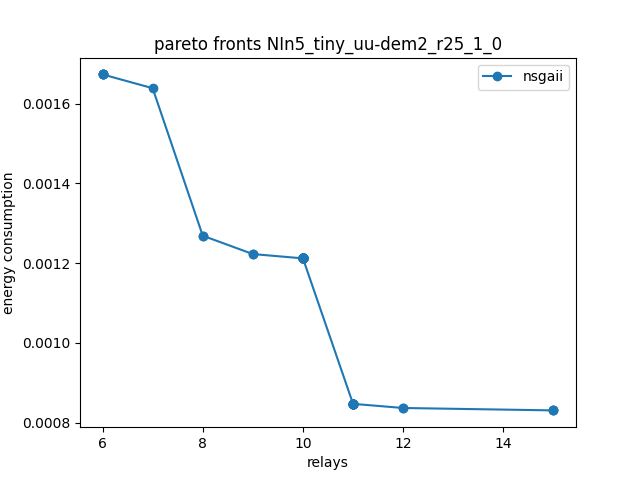 pareto fronts NIn5_tiny_uu-dem2_r25_1_0
nsgaii
energy consumption
0.0016
0.0014
0.0012
0.0010
0.0008
6 8 10 12 14
relays